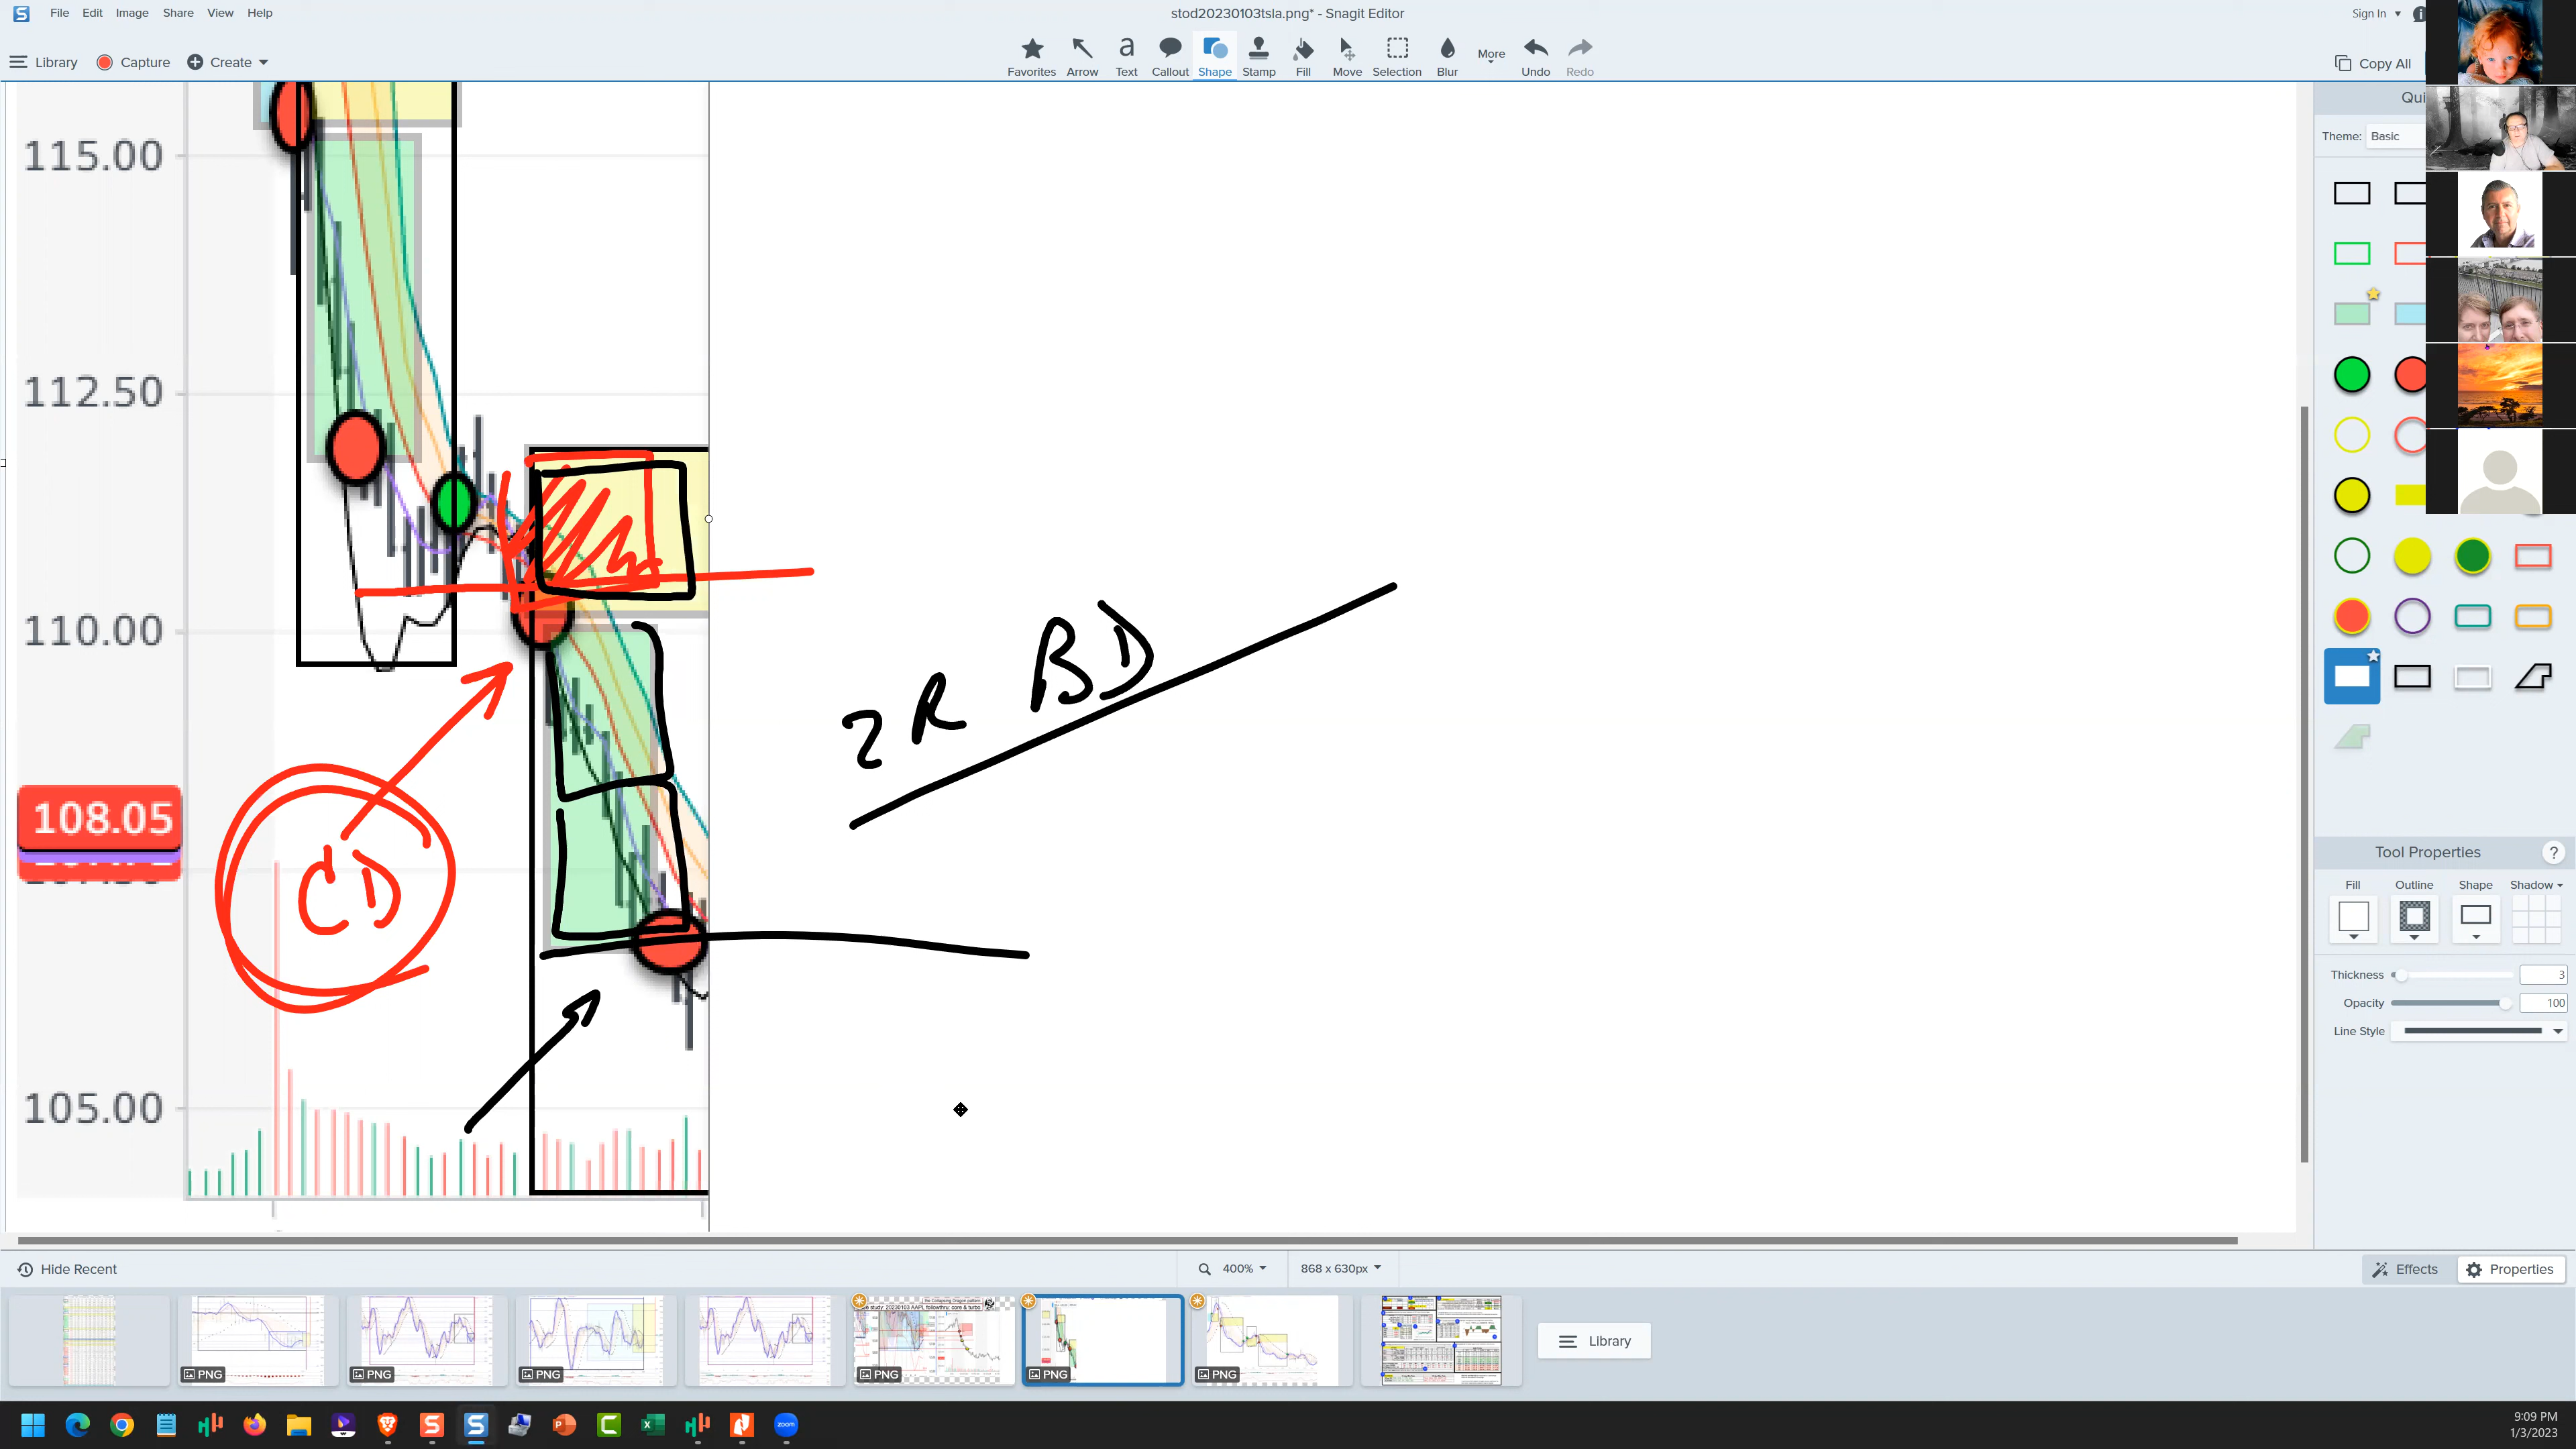 File Edit Image Share View Help
stod20230103tsla.png* - Snagit Editor
Sign In
Library Capture Create
Favorites Arrow Text Callout Shape Stamp Fill Move Selection Blur More Undo Redo
Copy All
Qui
Theme: Basic
115.00
112.50
110.00
2R BD
108.05
CD
105.00
Tool Properties ?
Fill Outline Shape Shadow
Thickness 3
Opacity 100
Line Style
Hide Recent
400% 868 x 630px
Effects Properties
PNG PNG PNG PNG PNG PNG
Library
zoom
9:09 PM
1/3/2023